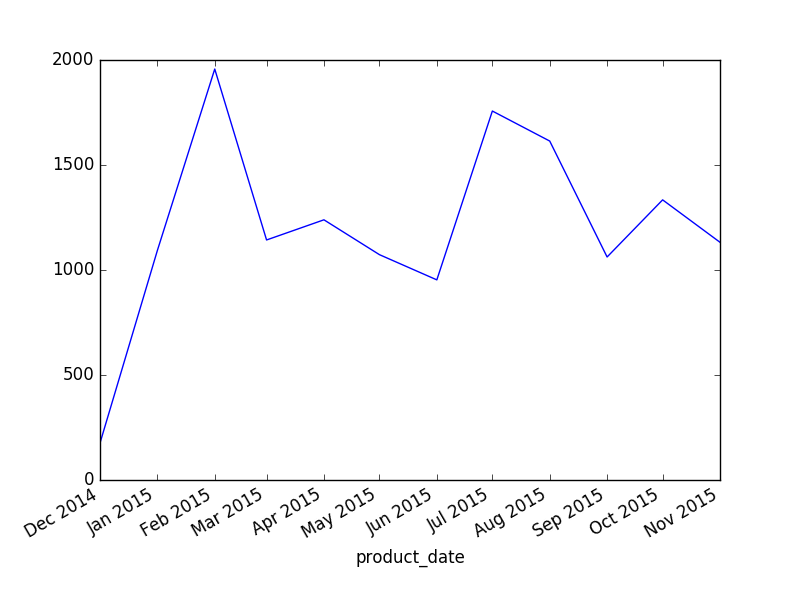 2000
1500
1000
500
0
Dec 2014
Jan 2015
Feb 2015
Mar 2015
Apr 2015
May 2015
Jun 2015
Jul 2015
Aug 2015
Sep 2015
Oct 2015
Nov 2015
product_date